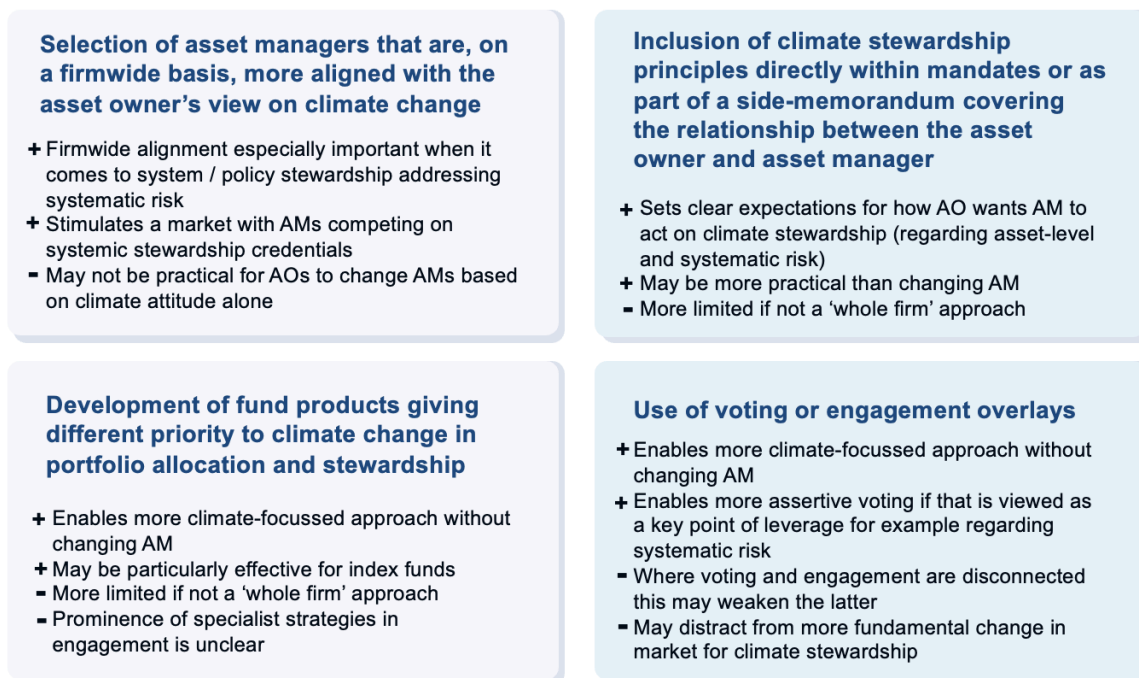 Selection of asset managers that are, on
a firmwide basis, more aligned with the
asset owner's view on climate change
+ Firmwide alignment especially important when it
comes to system / policy stewardship addressing
systematic risk
+ Stimulates a market with AMs competing on
systemic stewardship credentials
- May not be practical for AOs to change AMs based
on climate attitude alone
Inclusion of climate stewardship
principles directly within mandates or as
part of a side-memorandum covering
the relationship between the asset
owner and asset manager
+ Sets clear expectations for how AO wants AM to
act on climate stewardship (regarding asset-level
and systematic risk)
+ May be more practical than changing AM
- More limited if not a ‘whole firm’ approach
Development of fund products giving
different priority to climate change in
portfolio allocation and stewardship
+ Enables more climate-focussed approach without
changing AM
+ May be particularly effective for index funds
- More limited if not a ‘whole firm’ approach
- Prominence of specialist strategies in
engagement is unclear
Use of voting or engagement overlays
+ Enables more climate-focussed approach without
changing AM
+ Enables more assertive voting if that is viewed as
a key point of leverage for example regarding
systematic risk
- Where voting and engagement are disconnected
this may weaken the latter
- May distract from more fundamental change in
market for climate stewardship